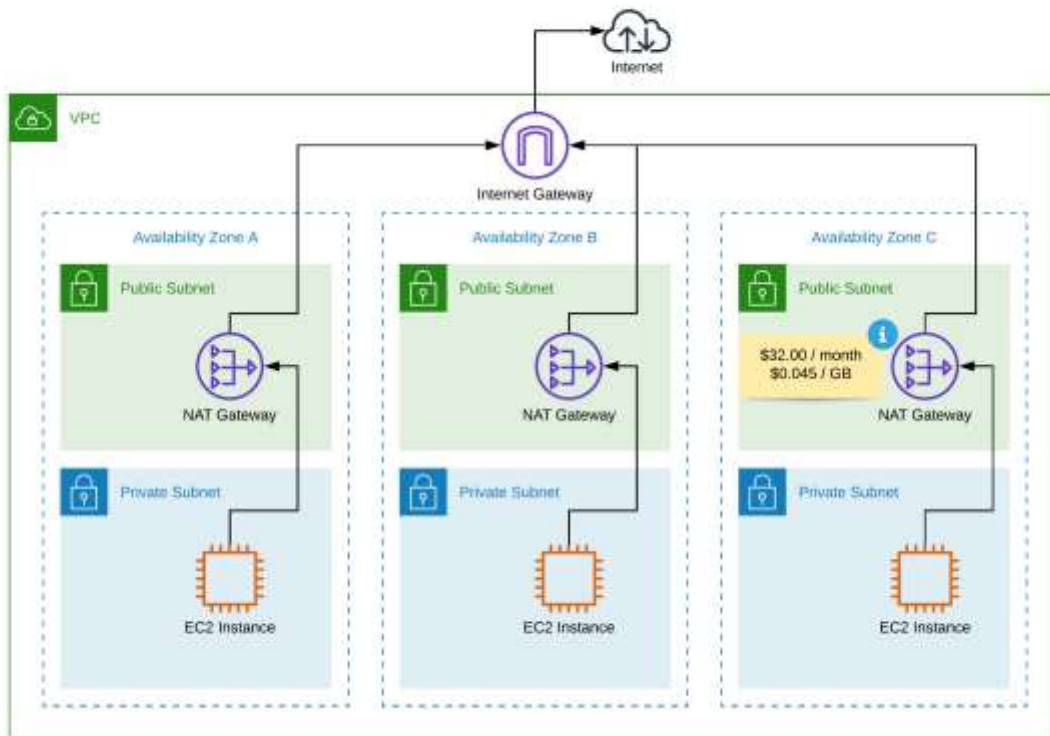 Internet
VPC
Internet Gateway
Availability Zone A
Availability Zone B
Availability Zone C
Public Subnet
Public Subnet
Public Subnet
$32.00 / month
$0.045 / GB
NAT Gateway
NAT Gateway
NAT Gateway
Private Subnet
Private Subnet
Private Subnet
EC2 Instance
EC2 Instance
EC2 Instance